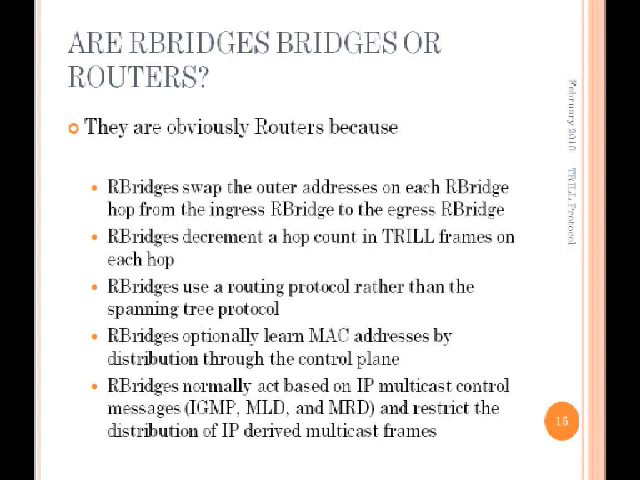 ARE RBRIDGES BRIDGES OR
ROUTERS?
They are obviously Routers because
RBridges swap the outer addresses on each RBridge
hop from the ingress RBridge to the egress RBridge
RBridges decrement a hop count in TRILL frames on
each hop
RBridges use a routing protocol rather than the
spanning tree protocol
RBridges optionally learn MAC addresses by
distribution through the control plane
RBridges normally act based on IP multicast control
messages (IGMP, MLD, and MRD) and restrict the
distribution of IP derived multicast frames
February 2010 TRILL Protocol
15